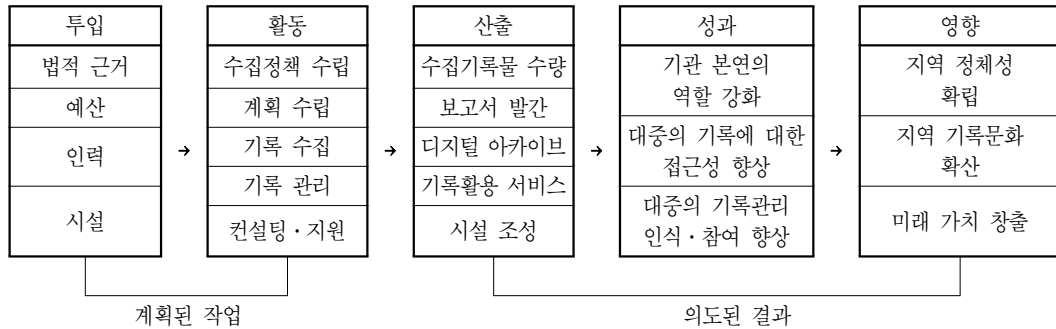 투입
법적 근거
예산
인력
시설
활동
수집정책 수립
계획 수립
기록 수집
기록 관리
컨설팅·지원
산출
수집기록물 수량
보고서 발간
디지털 아카이브
기록활용 서비스
시설 조성
성과
기관 본연의
역할 강화
대중의 기록에 대한
접근성 향상
대중의 기록관리
인식·참여 향상
영향
지역 정체성
확립
지역 기록문화
확산
미래 가치 창출
계획된 작업
의도된 결과